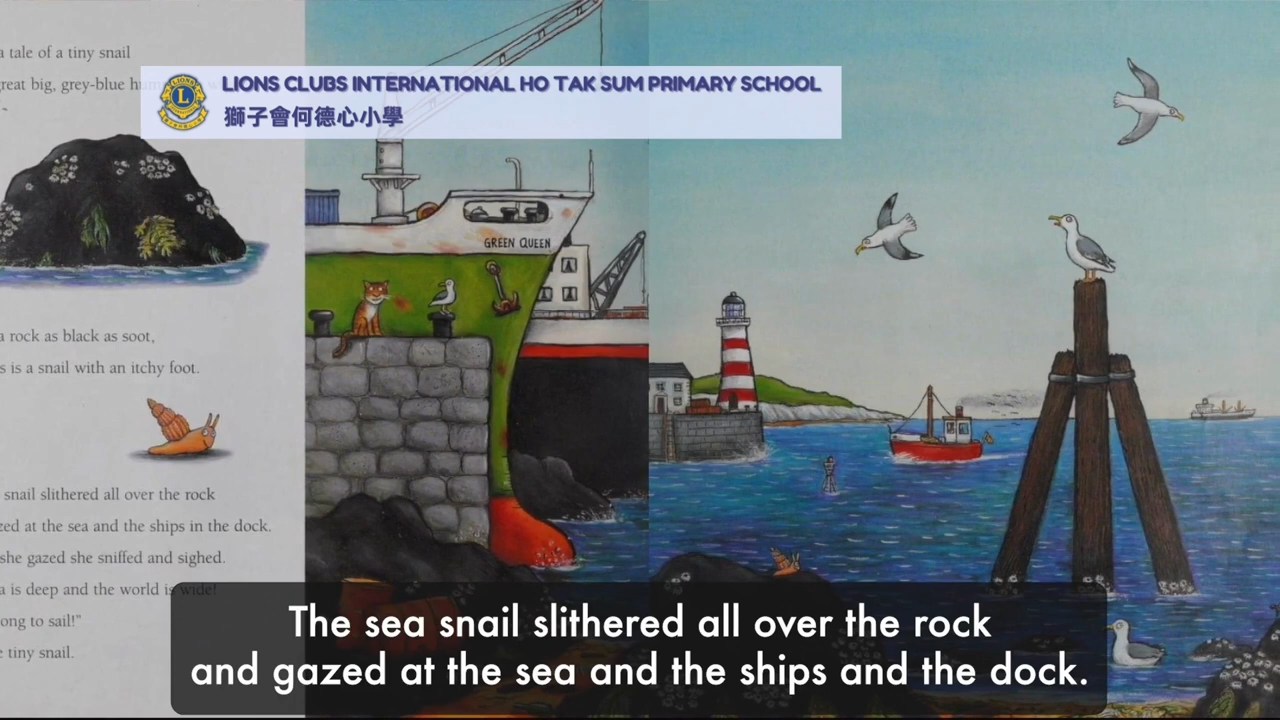 a tale of a tiny snail
great big, grey-blue
LIONS CLUBS INTERNATIONAL HO TAK SUM PRIMARY SCHOOL
獅子會何德心小學
LIONS
L
GREEN QUEEN
a rock as black as soot,
s is a snail with an itchy foot.
snail slithered all over the rock
zed at the sea and the ships in the dock.
she gazed she sniffed and sighed.
a is deep and the world is wide!
ong to sail!"
e tiny snail.
The sea snail slithered all over the rock
and gazed at the sea and the ships and the dock.